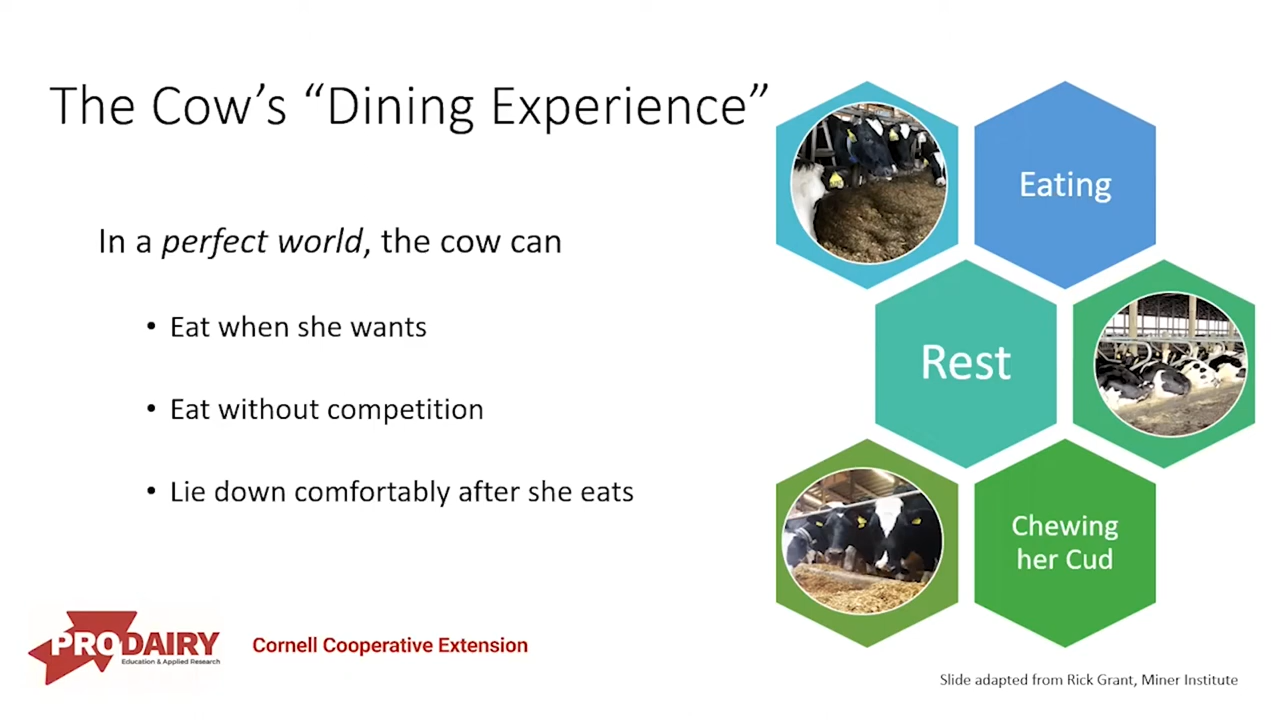 The Cow's “Dining Experience”
In a perfect world, the cow can
• Eat when she wants
• Eat without competition
• Lie down comfortably after she eats
Eating
Rest
Chewing
her Cud
PRODAIRY
Education & Applied Research
Cornell Cooperative Extension
Slide adapted from Rick Grant, Miner Institute